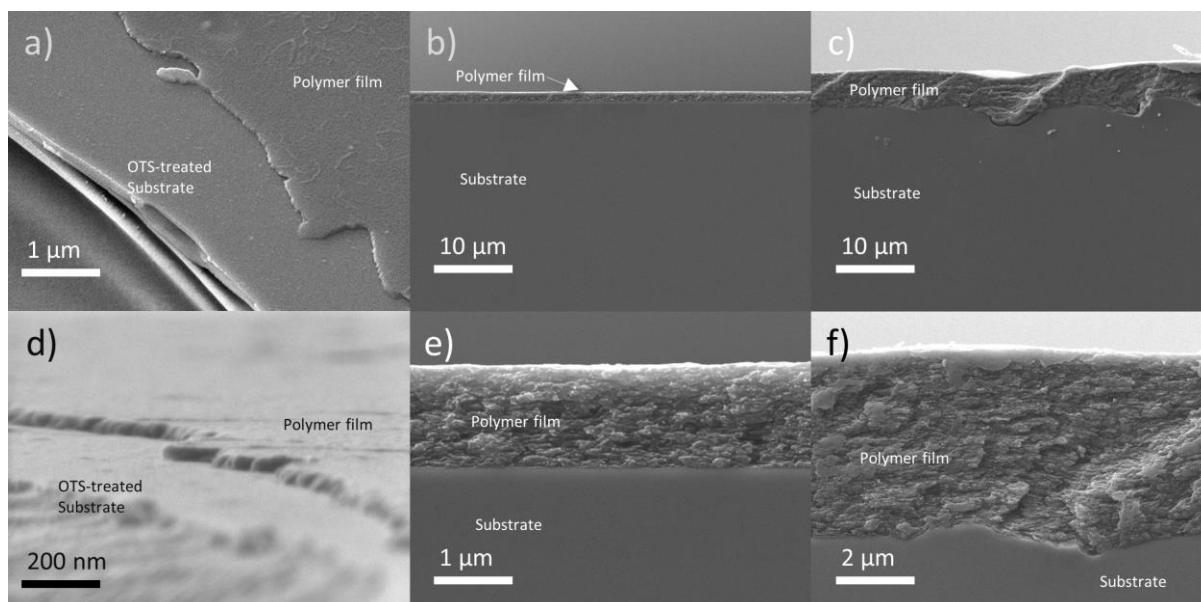 a)
Polymer film
OTS-treated
Substrate
1 µm
b)
Polymer film
Substrate
10 µm
c)
Polymer film
Substrate
10 µm
d)
Polymer film
OTS-treated
Substrate
200 nm
e)
Polymer film
Substrate
1 µm
f)
Polymer film
2 µm
Substrate